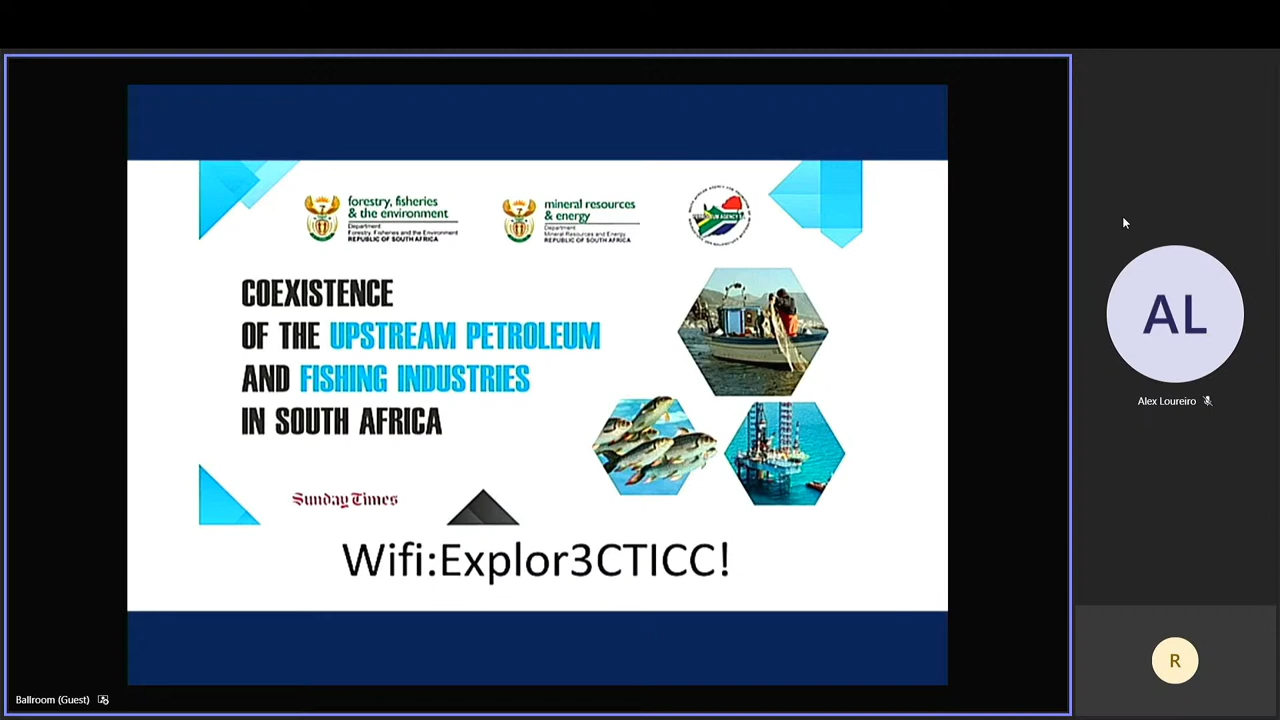 forestry, fisheries
& the environment
Department
Forestry, Fisheries and the Environment
REPUBLIC OF SOUTH AFRICA
mineral resources
& energy
Department
Mineral Resources and Energy
REPUBLIC OF SOUTH AFRICA
COEXISTENCE
OF THE UPSTREAM PETROLEUM
AND FISHING INDUSTRIES
IN SOUTH AFRICA
Sunday Times
Wifi:Explor3CTICC!
AL
Alex Loureiro
R
Ballroom (Guest)